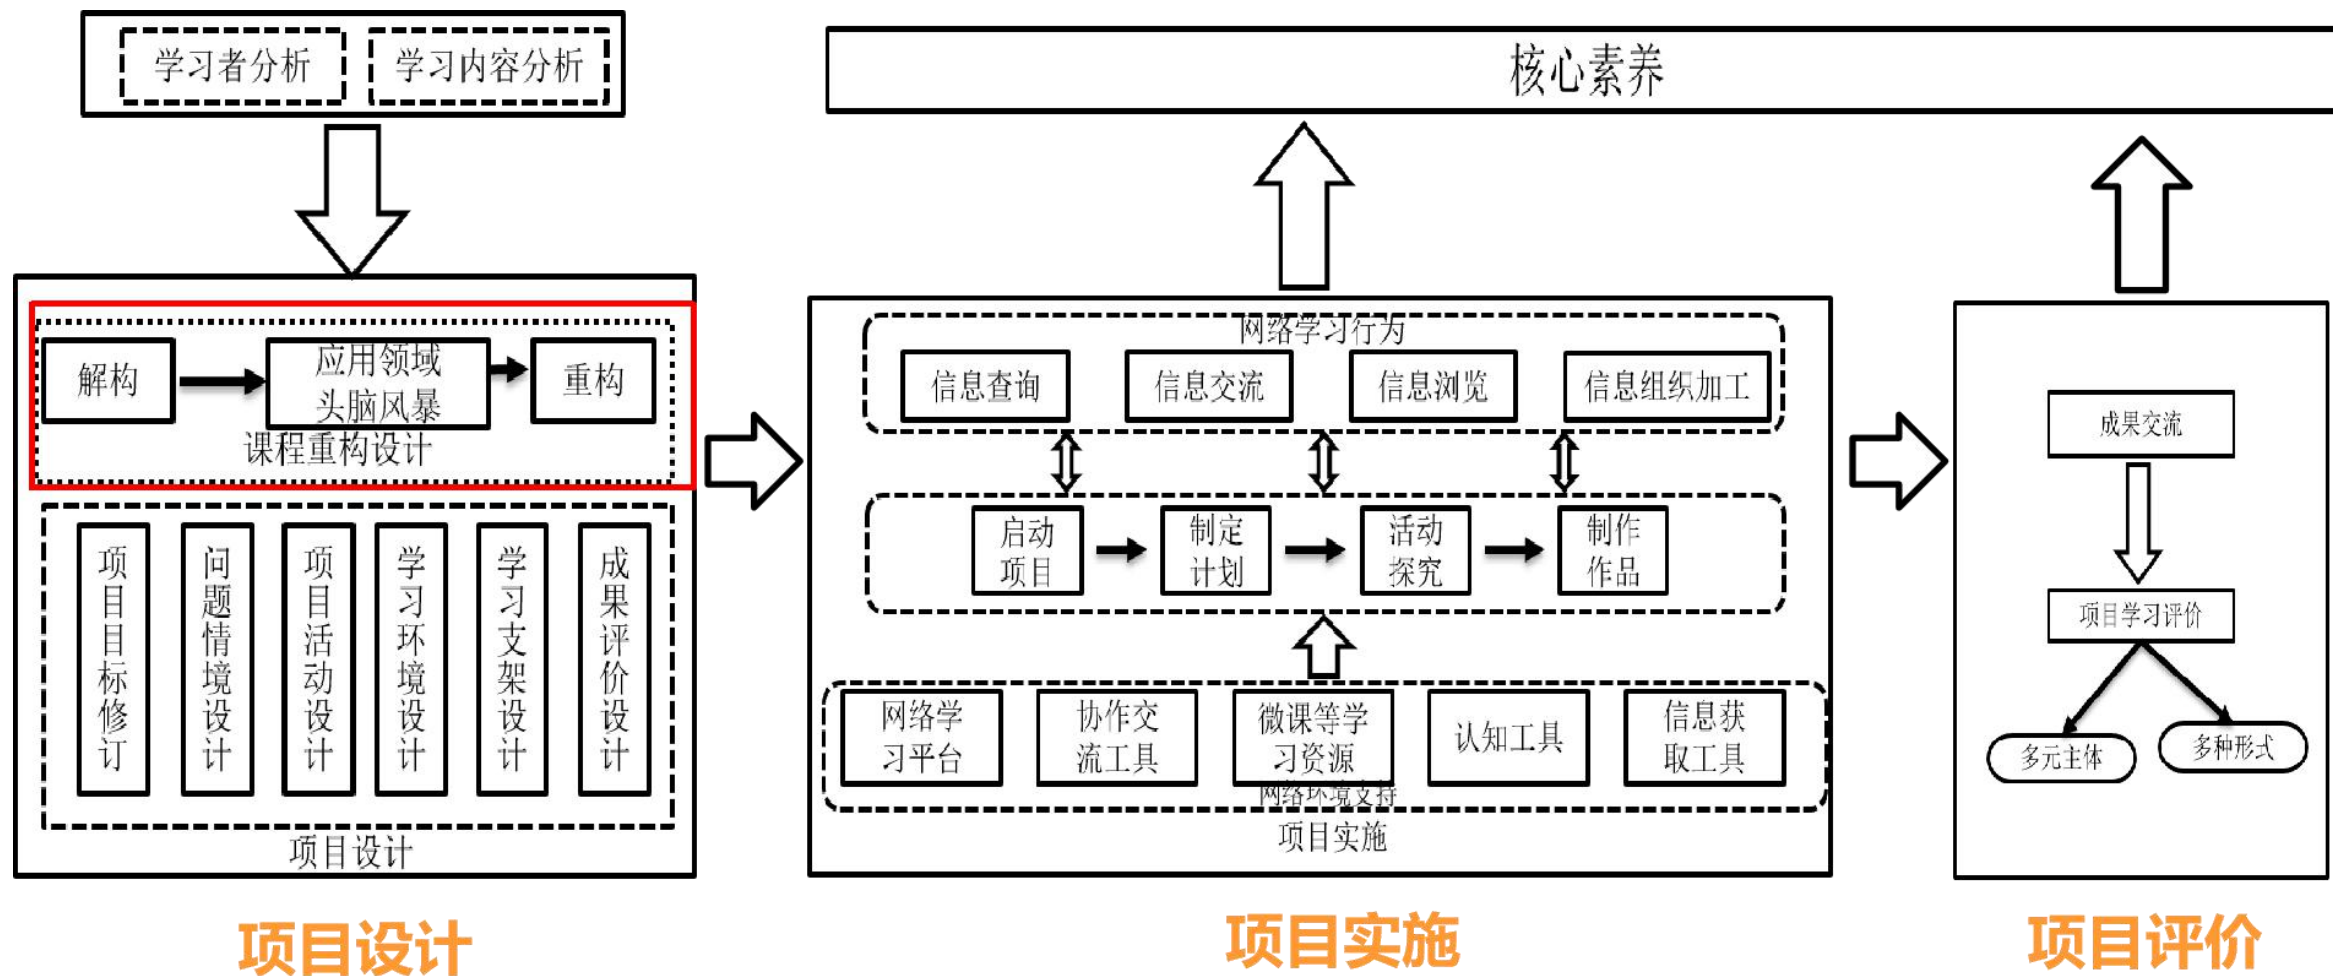 学习者分析
学习内容分析
核心素养
解构
应用领域
头脑风暴
重构
课程重构设计
项目目标修订
问题情境设计
项目活动设计
学习环境设计
学习支架设计
成果评价设计
项目设计
网络学习行为
信息查询
信息交流
信息浏览
信息组织加工
启动
项目
制定
计划
活动
探究
制作
作品
网络学
习平台
协作交
流工具
微课等学
习资源
认知工具
信息获
取工具
网络环境支持
项目实施
成果交流
项目学习评价
多元主体
多种形式
项目设计
项目实施
项目评价